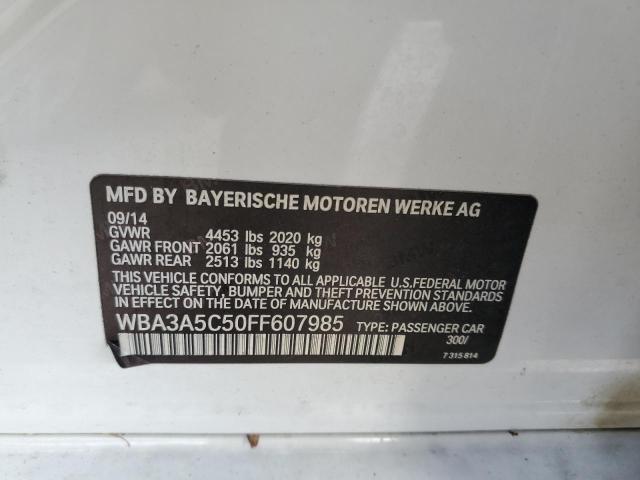 MFD BY BAYERISCHE MOTOREN WERKE AG
09/14
GVWR 4453 lbs 2020 kg
GAWR FRONT 2061 lbs 935 kg
GAWR REAR 2513 lbs 1140 kg
THIS VEHICLE CONFORMS TO ALL APPLICABLE U.S.FEDERAL MOTOR
VEHICLE SAFETY, BUMPER AND THEFT PREVENTION STANDARDS
IN EFFECT ON THE DATE OF MANUFACTURE SHOWN ABOVE.
WBA3A5C50FF607985 TYPE: PASSENGER CAR
300/
7 315 814